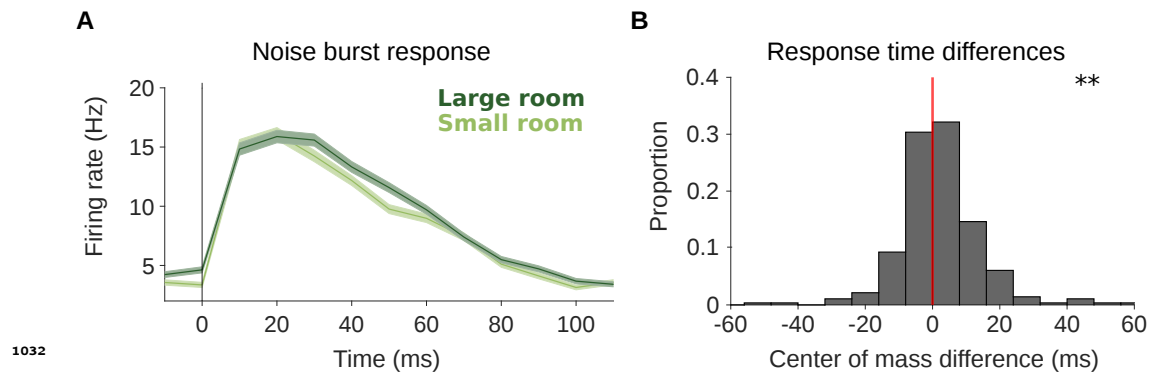 A
Noise burst response
20
15
10
5
Firing rate (Hz)
Large room
Small room
0 20 40 60 80 100
Time (ms)
B
Response time differences
**
0.4
0.3
0.2
0.1
0
Proportion
-60 -40 -20 0 20 40 60
Center of mass difference (ms)
1032